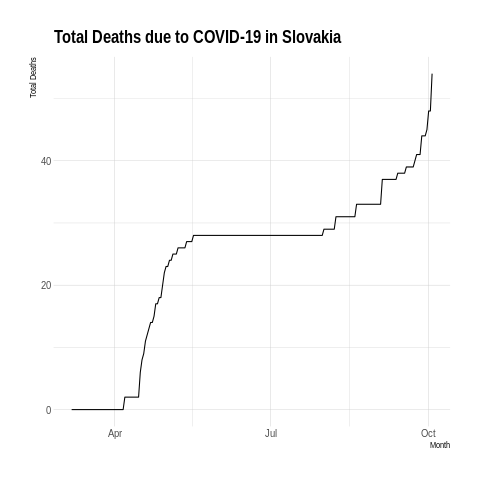 Total Deaths due to COVID-19 in Slovakia
Total Deaths
40
20
0
Apr Jul Oct
Month